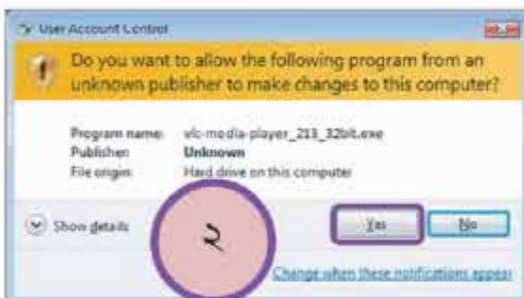 User Account Control
Do you want to allow the following program from an
unknown publisher to make changes to this computer?
Program name: vlc-media-player_213_32bit.exe
Publisher: Unknown
File origin: Hard drive on this computer
Show details
২
Yes
No
Change when these notifications appear